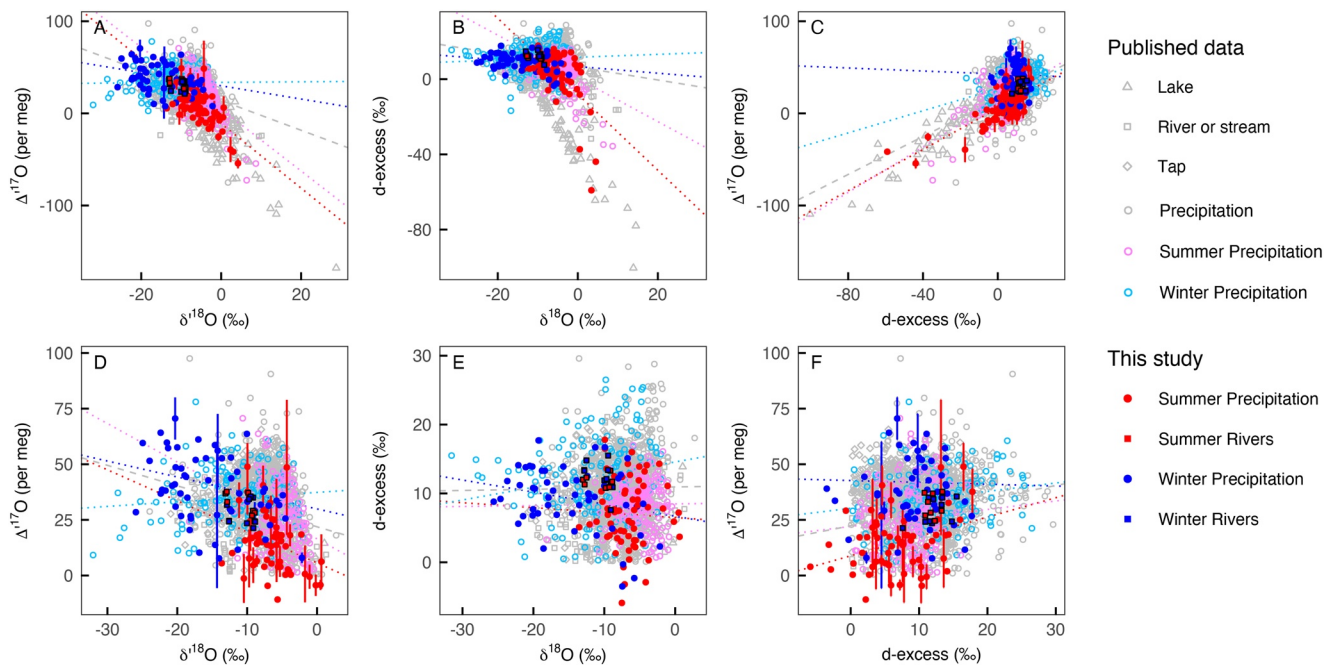 A
100
0
-100
Δ'¹⁷O (per meg)
-20
0
20
δ'¹⁸O (‰)
B
0
-40
-80
d-excess (‰)
-20
0
20
δ¹⁸O (‰)
C
100
0
-100
Δ'¹⁷O (per meg)
-80
-40
0
d-excess (‰)
D
100
75
50
25
0
Δ'¹⁷O (per meg)
-30
-20
-10
0
δ'¹⁸O (‰)
E
30
20
10
0
d-excess (‰)
-30
-20
-10
0
δ¹⁸O (‰)
F
100
75
50
25
0
Δ'¹⁷O (per meg)
0
10
20
30
d-excess (‰)
Published data
Lake
River or stream
Tap
Precipitation
Summer Precipitation
Winter Precipitation
This study
Summer Precipitation
Summer Rivers
Winter Precipitation
Winter Rivers